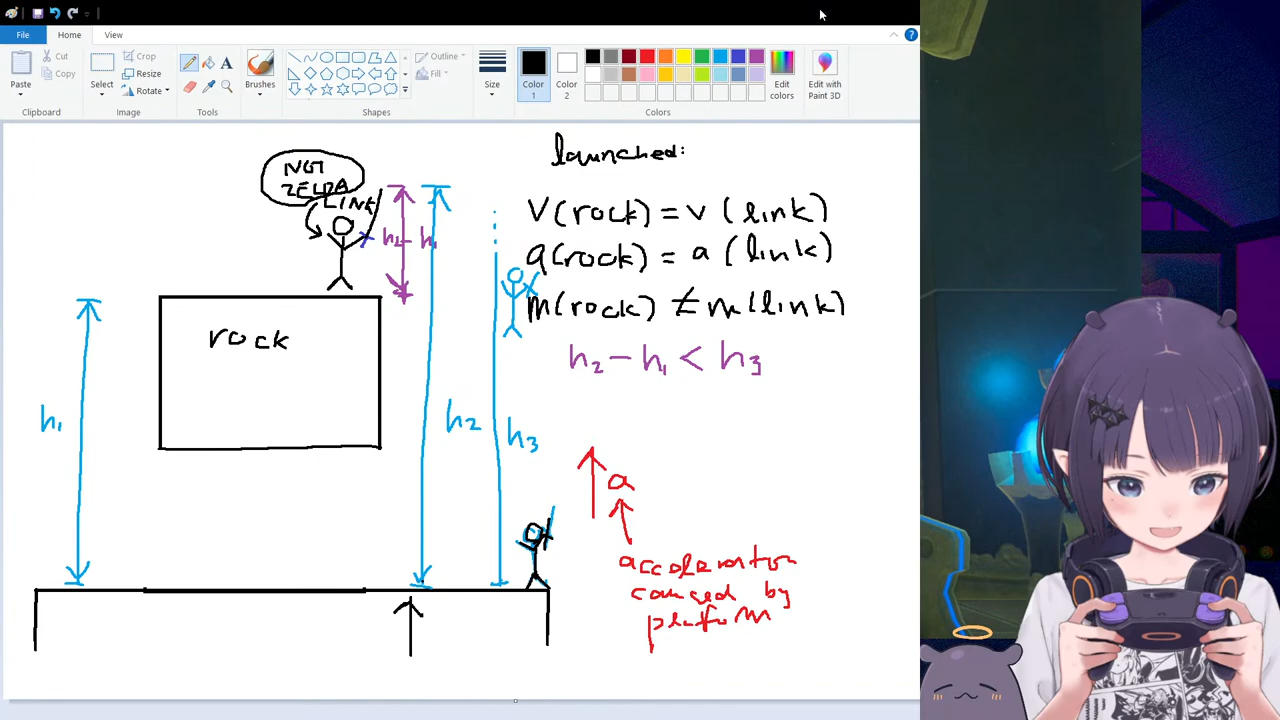 File
Home
View
Cut
Copy
Paste
Clipboard
Crop
Resize
Rotate
Select
Image
A
Tools
Brushes
Outline
Fill
Shapes
Size
Color
1
Color
2
Edit
colors
Edit with
Paint 3D
Colors
NOT
ZELDA
LINK
h₂ - h₁
rock
h₁
h₂
h₃
launched:
v(rock) = v (link)
a(rock) = a (link)
m(rock) ≠ m(link)
h₂ - h₁ < h₃
a
acceleration
caused by
platform